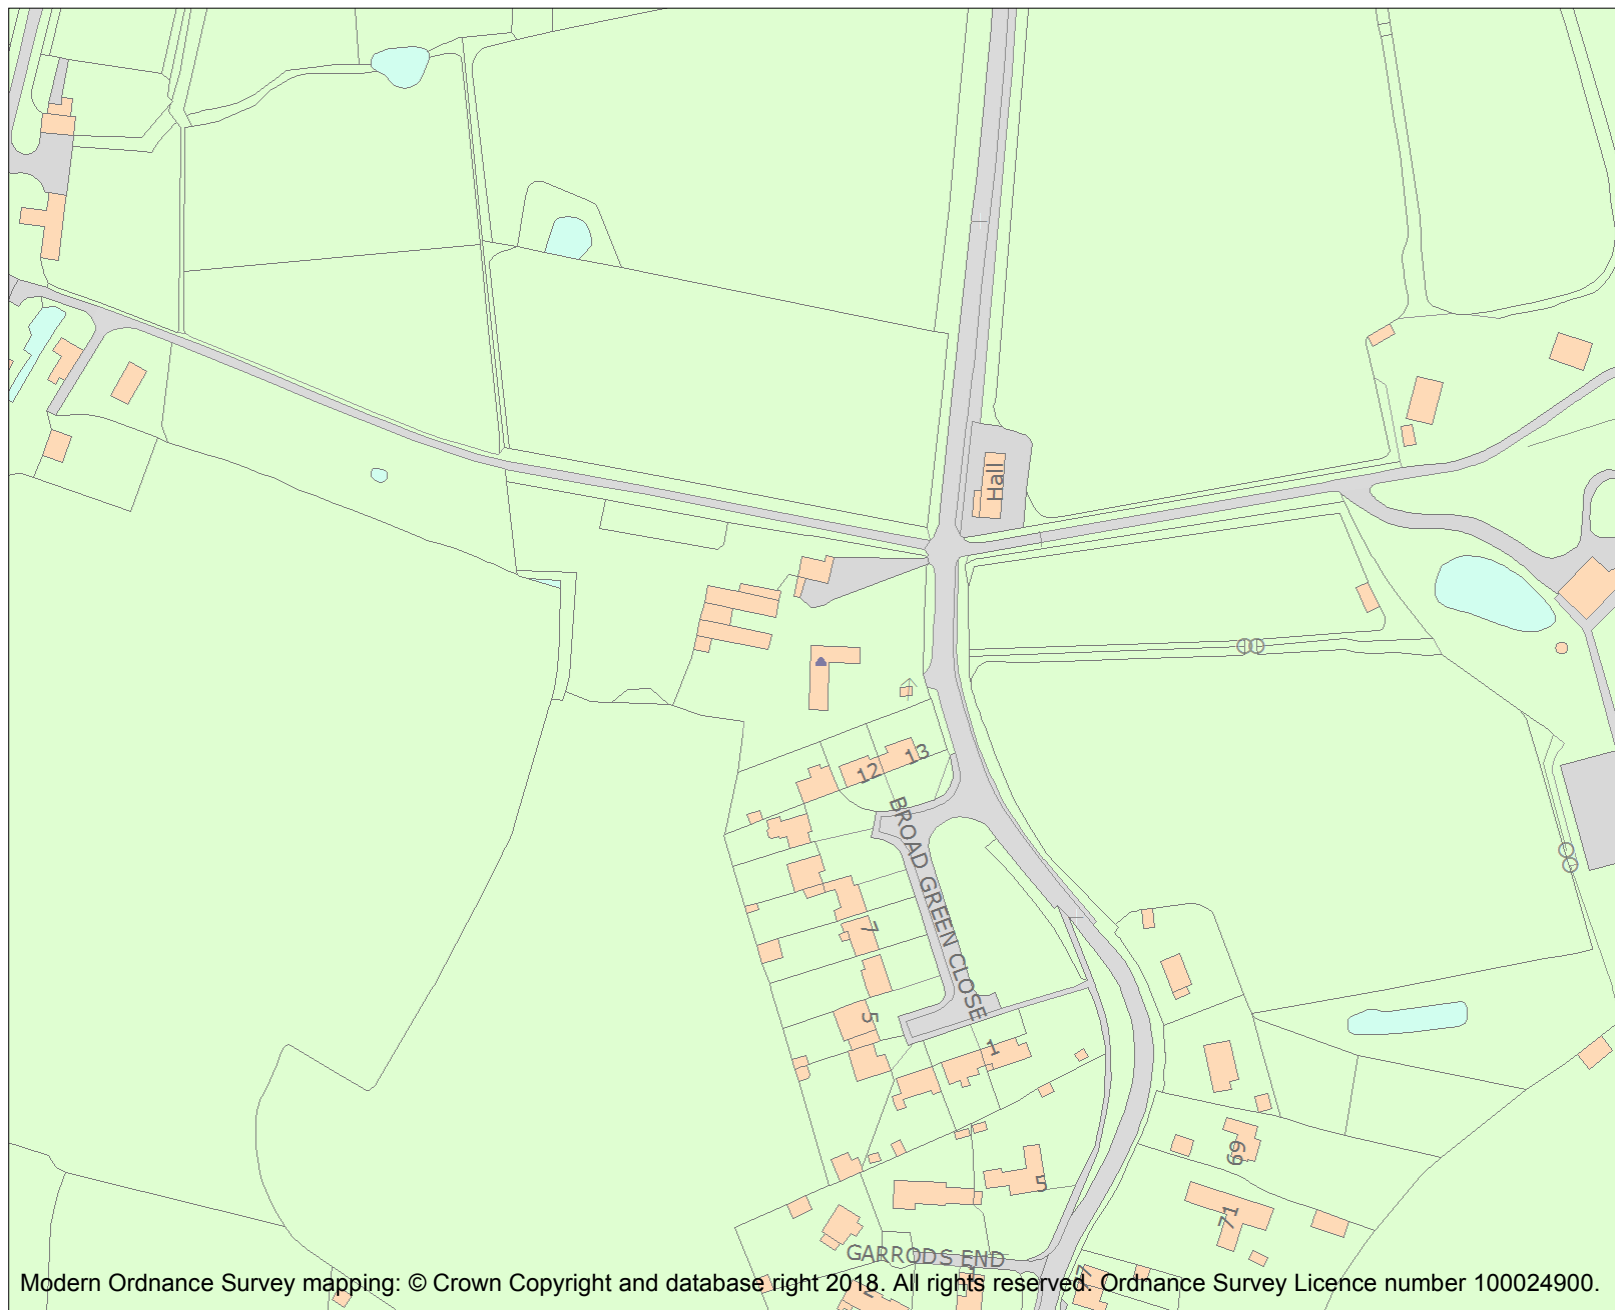 Hall
13
12
BROAD GREEN CLOSE
7
5
1
69
5
71
GARRODS END
Modern Ordnance Survey mapping: © Crown Copyright and database right 2018. All rights reserved. Ordnance Survey Licence number 100024900.